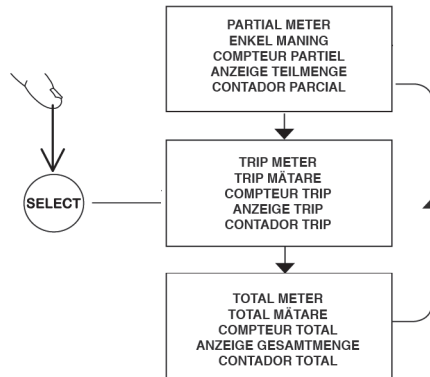 PARTIAL METER
ENKEL MANING
COMPTEUR PARTIEL
ANZEIGE TEILMENGE
CONTADOR PARCIAL
SELECT
TRIP METER
TRIP MÄTARE
COMPTEUR TRIP
ANZEIGE TRIP
CONTADOR TRIP
TOTAL METER
TOTAL MÄTARE
COMPTEUR TOTAL
ANZEIGE GESAMTMENGE
CONTADOR TOTAL